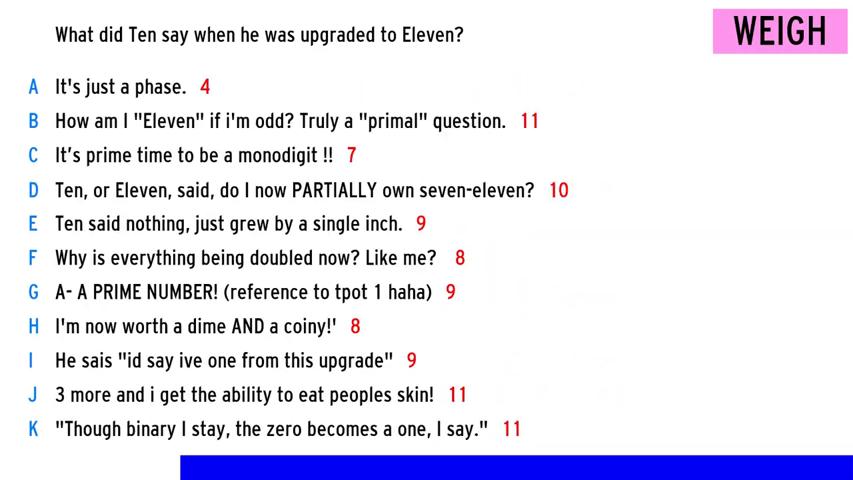 What did Ten say when he was upgraded to Eleven?
WEIGH
A It's just a phase. 4
B How am I "Eleven" if i'm odd? Truly a "primal" question. 11
C It's prime time to be a monodigit !! 7
D Ten, or Eleven, said, do I now PARTIALLY own seven-eleven? 10
E Ten said nothing, just grew by a single inch. 9
F Why is everything being doubled now? Like me? 8
G A- A PRIME NUMBER! (reference to tpot 1 haha) 9
H I'm now worth a dime AND a coiny!' 8
I He sais "id say ive one from this upgrade" 9
J 3 more and i get the ability to eat peoples skin! 11
K "Though binary I stay, the zero becomes a one, I say." 11